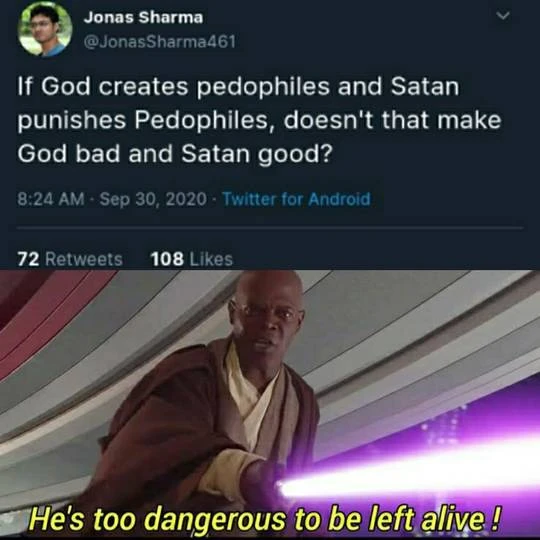 Jonas Sharma
@JonasSharma461
If God creates pedophiles and Satan
punishes Pedophiles, doesn't that make
God bad and Satan good?
8:24 AM · Sep 30, 2020 · Twitter for Android
72 Retweets 108 Likes
He's too dangerous to be left alive !